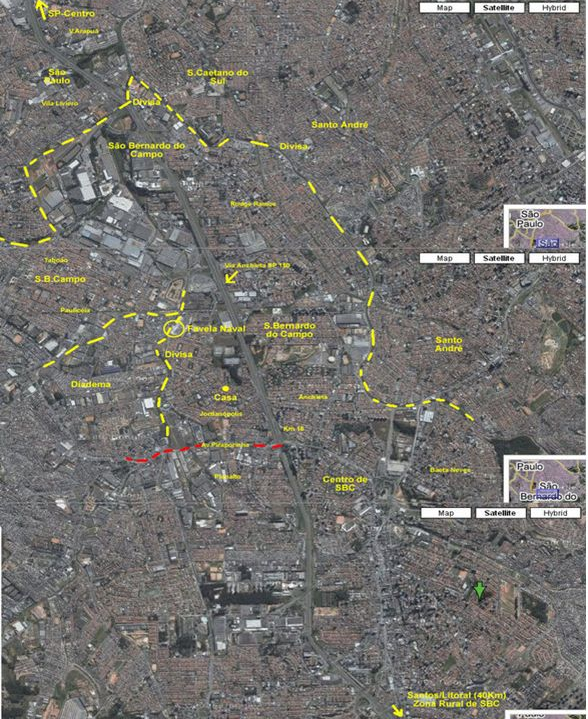 Map Satellite Hybrid
SP-Centro
V.Arapuá
São
Paulo
S.Caetano do
Sul
Vila Liviero
Divisa
Santo André
São Bernardo do
Campo
Divisa
Rudge Ramos
São
Paulo
Map Satellite Hybrid
Taboão
Via Anchieta SP 150
S.B.Campo
Paulicéia
Favela Naval
S.Bernardo
do Campo
Santo
André
Divisa
Diadema
Casa
Anchieta
Jordanópolis
Km 18
Av.Piraporinha
Planalto
Baeta Neves
Centro de
SBC
Paulo
São
Bernardo do
Map Satellite Hybrid
Santos/Litoral (40Km)
Zona Rural de SBC